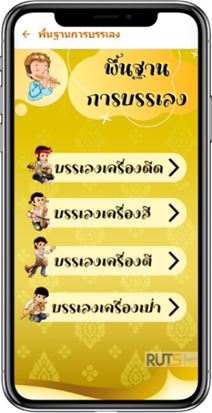 พื้นฐานการบรรเลง
พื้นฐาน
การบรรเลง
บรรเลงเครื่องดีด
บรรเลงเครื่องสี
บรรเลงเครื่องตี
บรรเลงเครื่องเป่า
RUTS